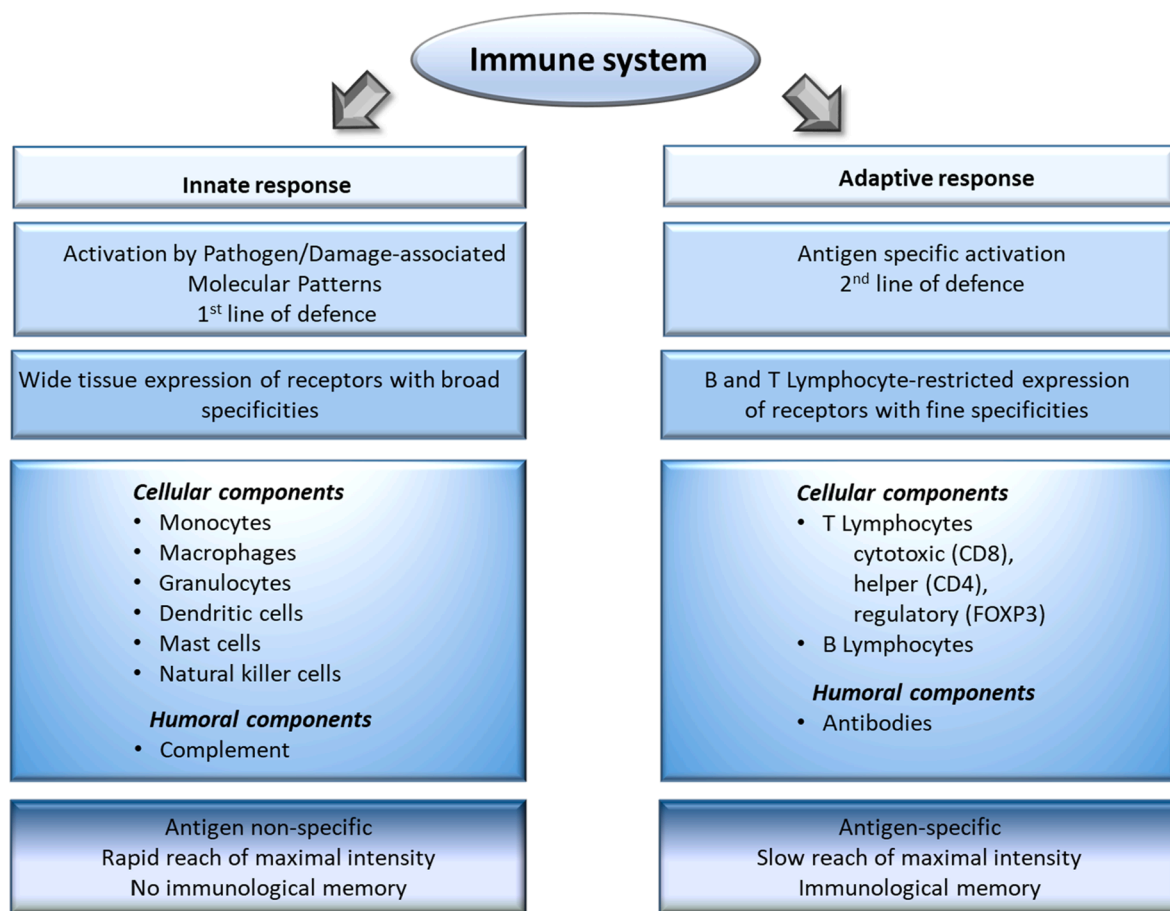 Immune system
Innate response
Activation by Pathogen/Damage-associated
Molecular Patterns
1st line of defence
Wide tissue expression of receptors with broad
specificities
Cellular components
• Monocytes
• Macrophages
• Granulocytes
• Dendritic cells
• Mast cells
• Natural killer cells
Humoral components
• Complement
Antigen non-specific
Rapid reach of maximal intensity
No immunological memory
Adaptive response
Antigen specific activation
2nd line of defence
B and T Lymphocyte-restricted expression
of receptors with fine specificities
Cellular components
• T Lymphocytes
cytotoxic (CD8),
helper (CD4),
regulatory (FOXP3)
• B Lymphocytes
Humoral components
• Antibodies
Antigen-specific
Slow reach of maximal intensity
Immunological memory